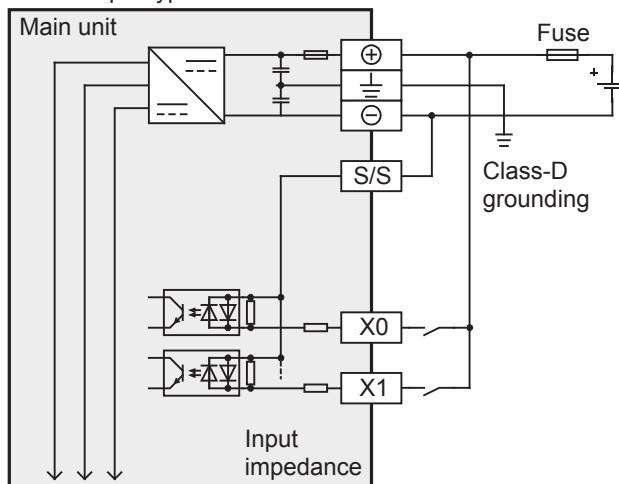 Main unit
Fuse
+
S/S
Class-D
grounding
X0
X1
Input
impedance